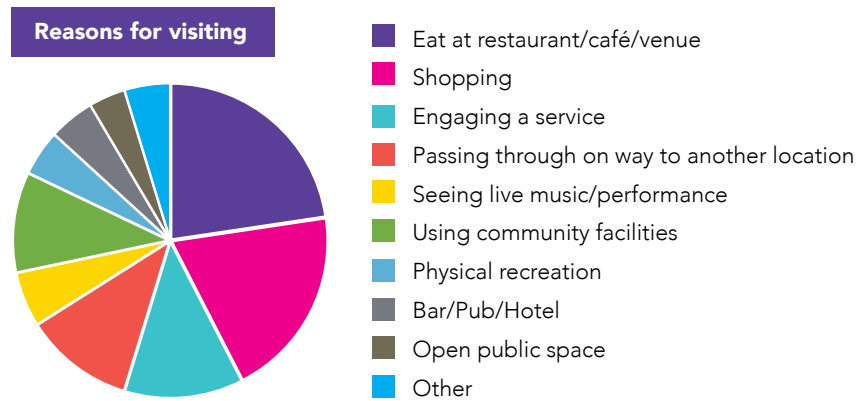 Reasons for visiting
Eat at restaurant/café/venue
Shopping
Engaging a service
Passing through on way to another location
Seeing live music/performance
Using community facilities
Physical recreation
Bar/Pub/Hotel
Open public space
Other